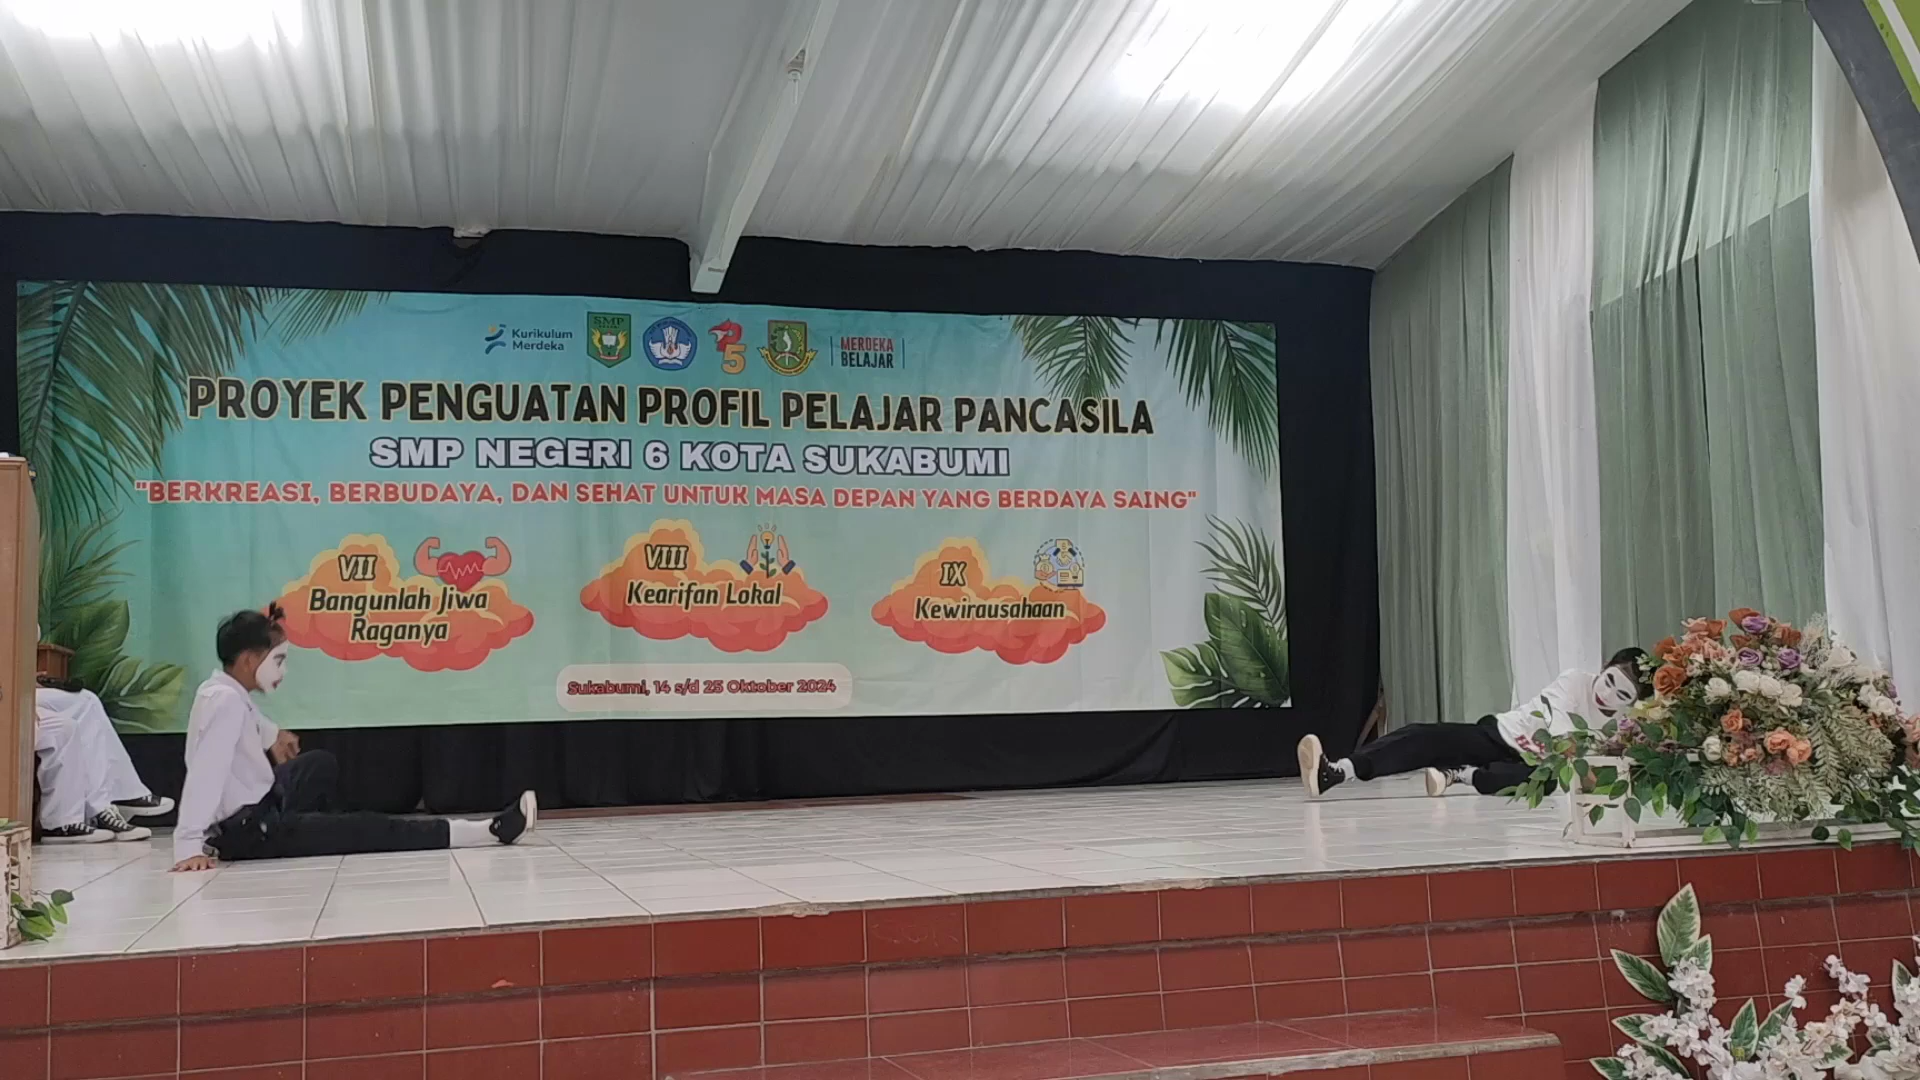 Kurikulum
Merdeka
SMP
P5
MERDEKA
BELAJAR
PROYEK PENGUATAN PROFIL PELAJAR PANCASILA
SMP NEGERI 6 KOTA SUKABUMI
"BERKREASI, BERBUDAYA, DAN SEHAT UNTUK MASA DEPAN YANG BERDAYA SAING"
VII
Bangunlah Jiwa
Raganya
VIII
Kearifan Lokal
IX
Kewirausahaan
Sukabumi, 14 s/d 25 Oktober 2024